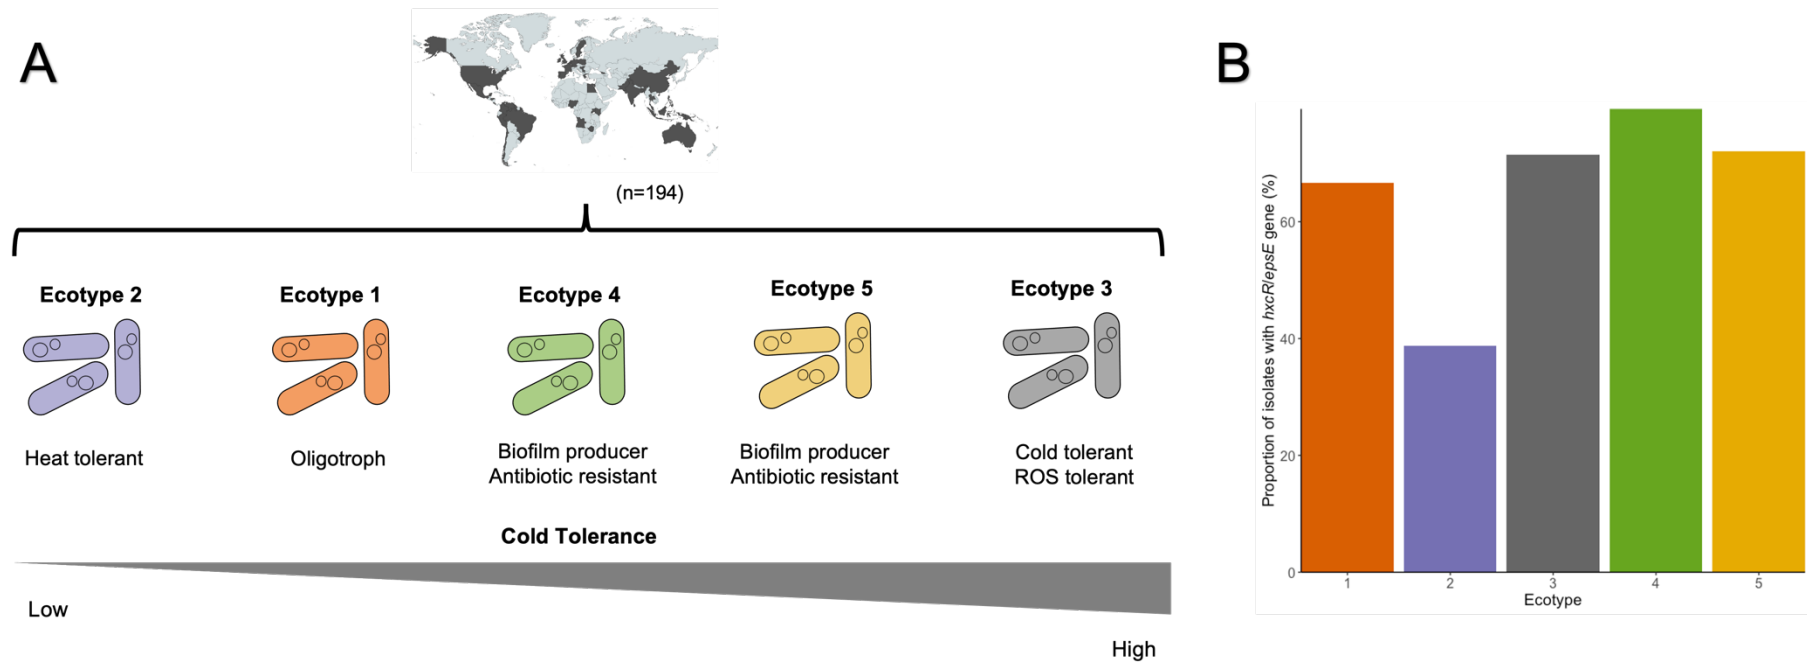 A
(n=194)
Ecotype 2
Ecotype 1
Ecotype 4
Ecotype 5
Ecotype 3
Heat tolerant
Oligotroph
Biofilm producer
Antibiotic resistant
Biofilm producer
Antibiotic resistant
Cold tolerant
ROS tolerant
Cold Tolerance
Low
High
B
Proportion of isolates with hxcR/epsE gene (%)
60
40
20
0
1
2
3
4
5
Ecotype